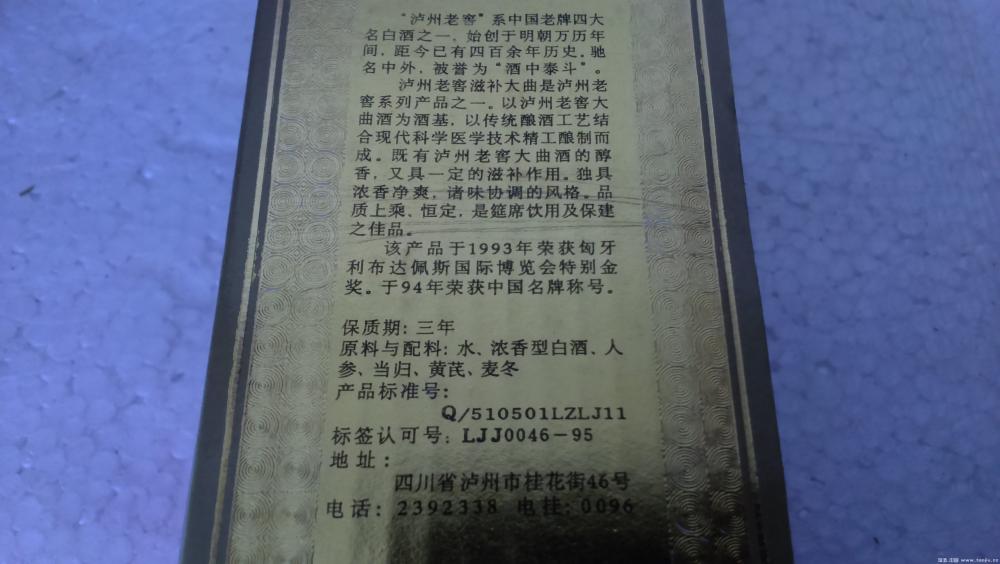 “泸州老窖”系中国老牌四大
名白酒之一，始创于明朝万历年
间，距今已有四百余年历史，驰
名中外，被誉为“酒中泰斗”。
泸州老窖滋补大曲是泸州老
窖系列产品之一。以泸州老窖大
曲酒为酒基，以传统酿酒工艺结
合现代科学医学技术精工酿制而
成。既有泸州老窖大曲酒的醇
香，又具一定的滋补作用。独具
浓香净爽，诸味协调的风格。品
质上乘、恒定，是筵席饮用及保建
之佳品。
该产品于1993年荣获匈牙
利布达佩斯国际博览会特别金
奖。于94年荣获中国名牌称号。
保质期：三年
原料与配料：水、浓香型白酒、人
参、当归、黄芪、麦冬
产品标准号：
Q/510501LZLJ11
标签认可号：LJJ0046-95
地址：
四川省泸州市桂花街46号
电话：2392338 电挂：0096